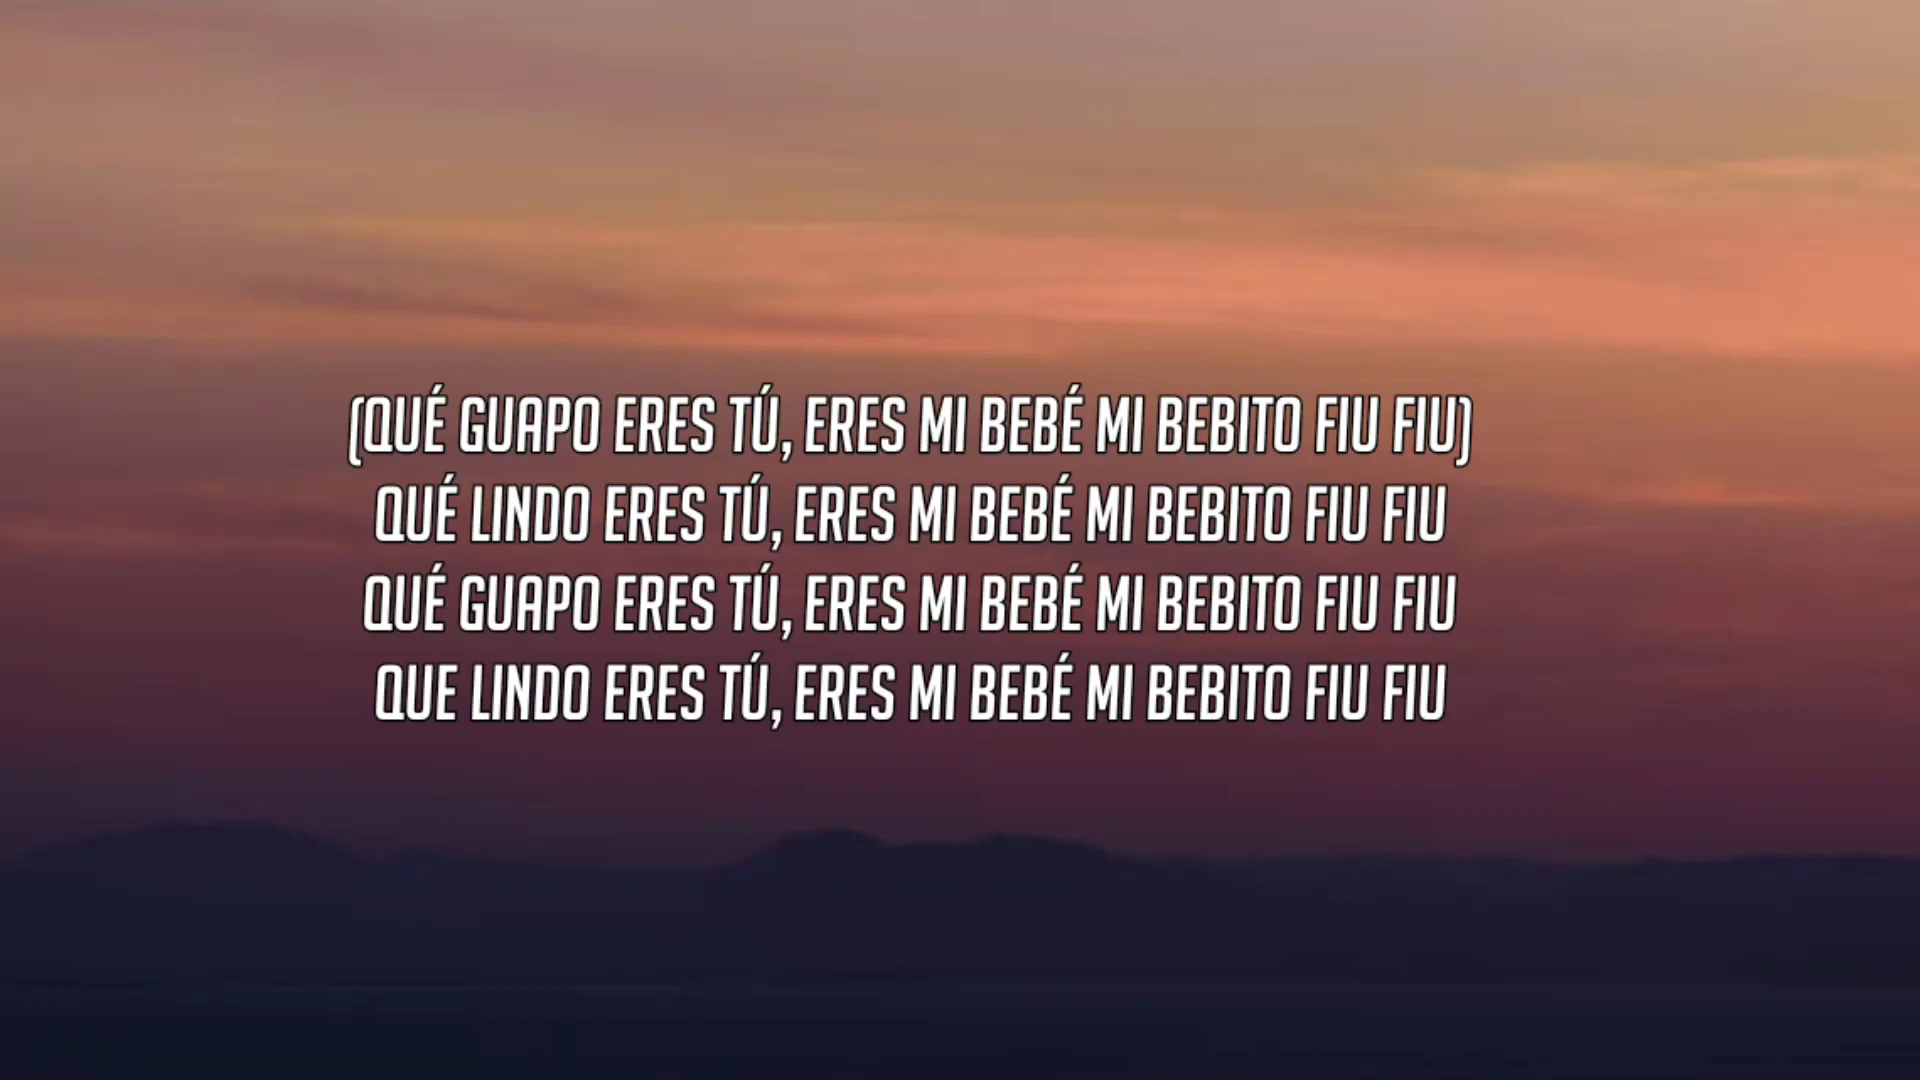 (QUÉ GUAPO ERES TÚ, ERES MI BEBÉ MI BEBITO FIU FIU)
QUÉ LINDO ERES TÚ, ERES MI BEBÉ MI BEBITO FIU FIU
QUÉ GUAPO ERES TÚ, ERES MI BEBÉ MI BEBITO FIU FIU
QUE LINDO ERES TÚ, ERES MI BEBÉ MI BEBITO FIU FIU